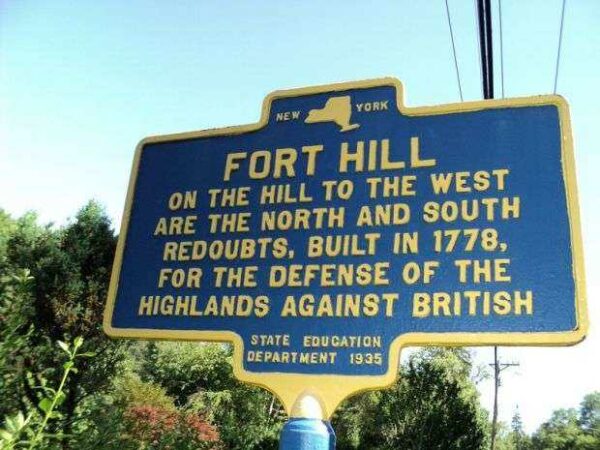 NEW YORK
FORT HILL
ON THE HILL TO THE WEST
ARE THE NORTH AND SOUTH
REDOUBTS, BUILT IN 1778,
FOR THE DEFENSE OF THE
HIGHLANDS AGAINST BRITISH
STATE EDUCATION
DEPARTMENT 1935